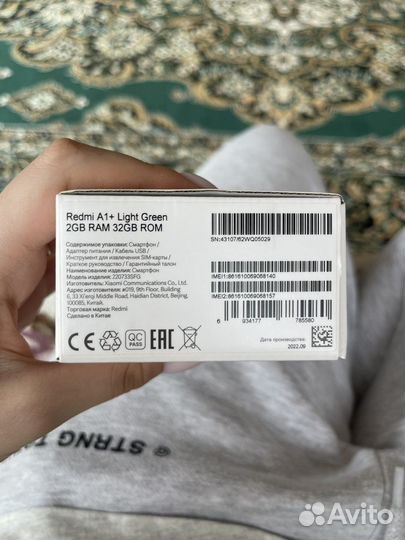 Redmi A1+ Light Green
2GB RAM 32GB ROM
Содержимое упаковки: Смартфон /
Адаптер питания / Кабель USB /
Инструмент для извлечения SIM-карты /
Краткое руководство / Гарантийный талон
Наименование изделия: Смартфон
Модель изделия: 220733SFG
Изготовитель: Xiaomi Communications Co., Ltd.
Адрес изготовителя: #019, 9th Floor, Building
6, 33 Xi'erqi Middle Road, Haidian District, Beijing,
100085, Китай.
Торговая марка: Redmi
Сделано в Китае
QC
PASS
EAC
SN:43107/62WQ05029
IMEI1:861610069068140
IMEI2:861610069068157
6 934177 785580
Дата производства:
2022.09
© STRNG T
Avito